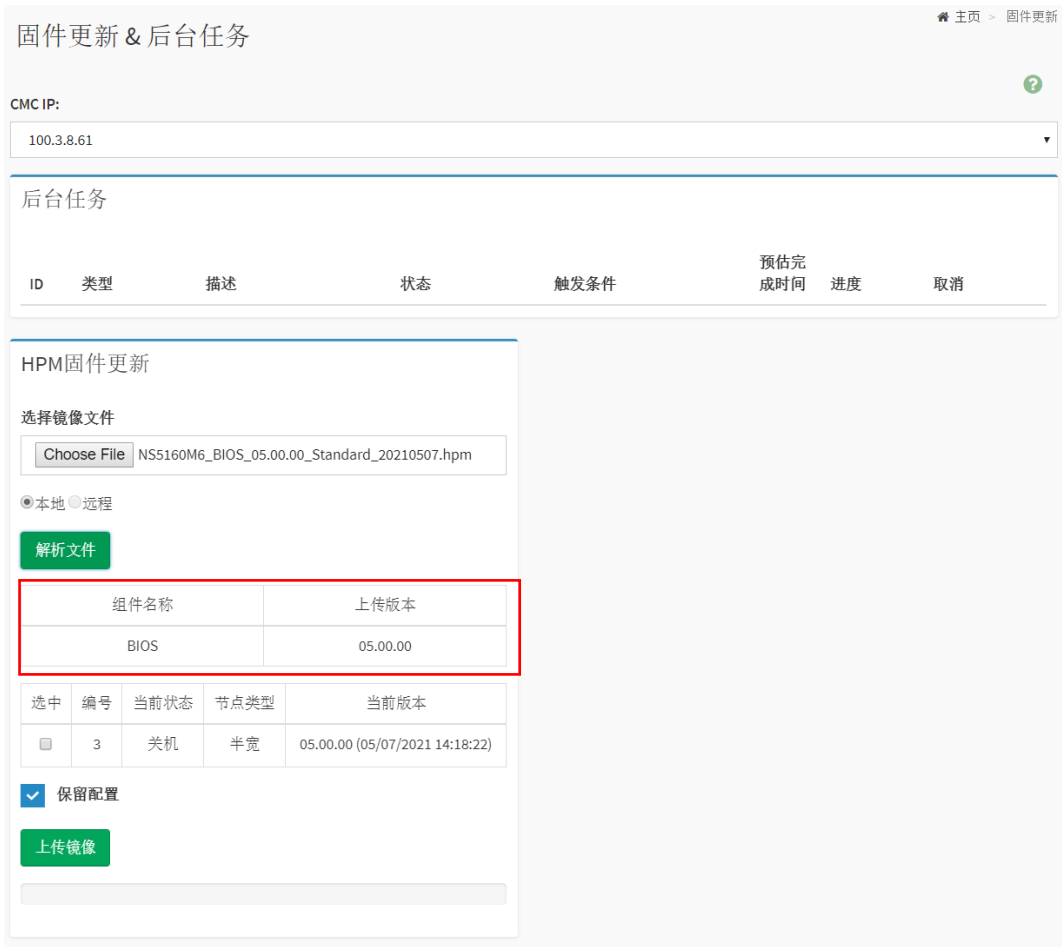 主页 > 固件更新
固件更新 & 后台任务
CMC IP:
100.3.8.61
后台任务
ID 类型 描述 状态 触发条件 预估完成时间 进度 取消
HPM固件更新
选择镜像文件
Choose File NS5160M6_BIOS_05.00.00_Standard_20210507.hpm
本地 远程
解析文件
组件名称 上传版本
BIOS 05.00.00
选中 编号 当前状态 节点类型 当前版本
3 关机 半宽 05.00.00 (05/07/2021 14:18:22)
保留配置
上传镜像